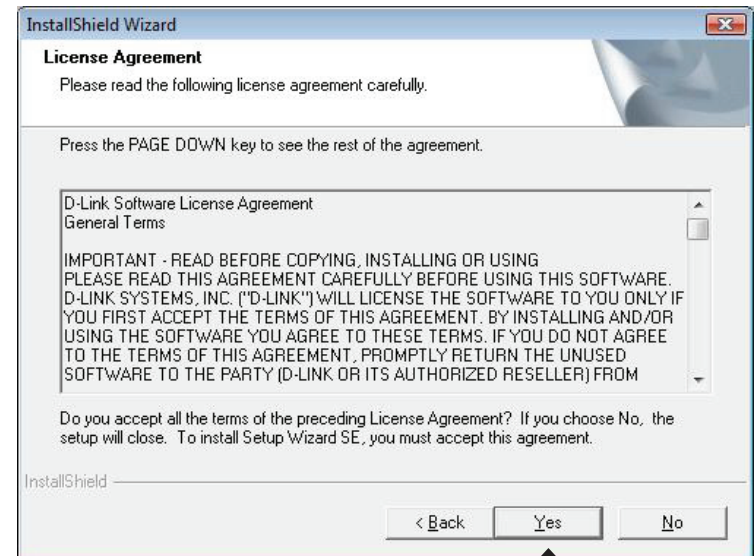 InstallShield Wizard
License Agreement
Please read the following license agreement carefully.
Press the PAGE DOWN key to see the rest of the agreement.
D-Link Software License Agreement
General Terms
IMPORTANT - READ BEFORE COPYING, INSTALLING OR USING
PLEASE READ THIS AGREEMENT CAREFULLY BEFORE USING THIS SOFTWARE.
D-LINK SYSTEMS, INC. ("D-LINK") WILL LICENSE THE SOFTWARE TO YOU ONLY IF
YOU FIRST ACCEPT THE TERMS OF THIS AGREEMENT. BY INSTALLING AND/OR
USING THE SOFTWARE YOU AGREE TO THESE TERMS. IF YOU DO NOT AGREE
TO THE TERMS OF THIS AGREEMENT, PROMPTLY RETURN THE UNUSED
SOFTWARE TO THE PARTY (D-LINK OR ITS AUTHORIZED RESELLER) FROM
Do you accept all the terms of the preceding License Agreement? If you choose No, the
setup will close. To install Setup Wizard SE, you must accept this agreement.
InstallShield
< Back Yes No